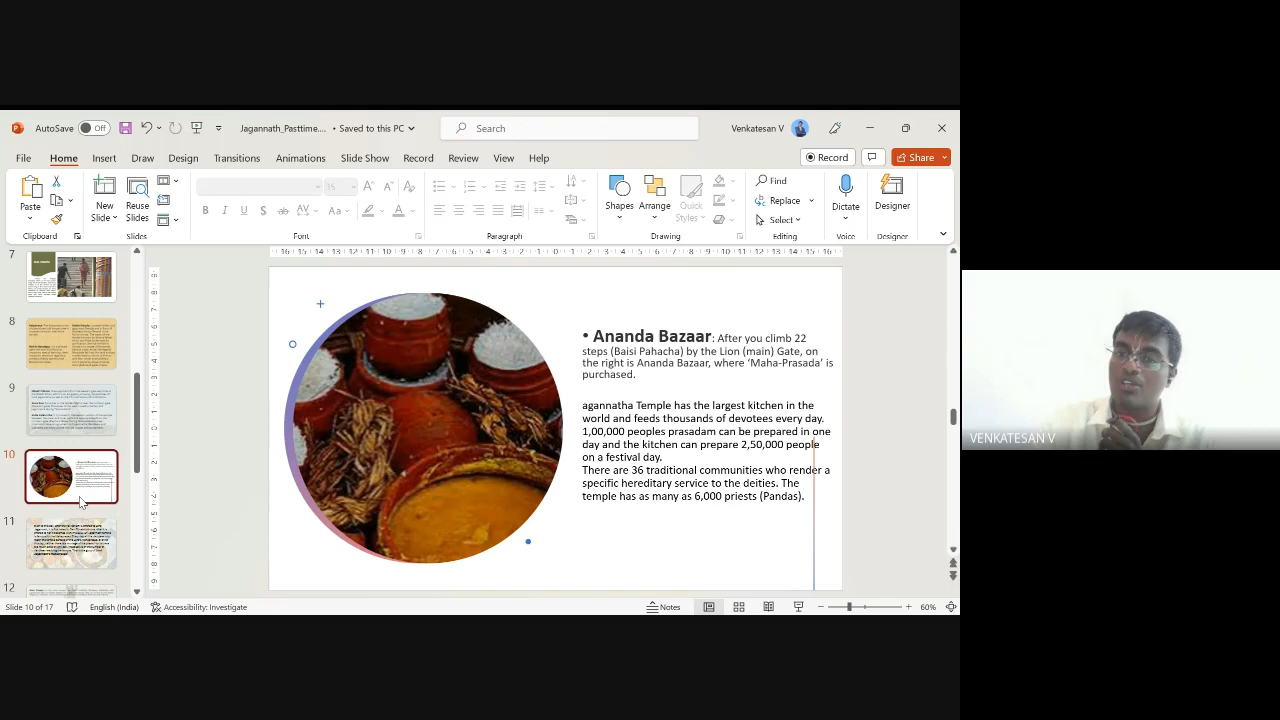 AutoSave Off
Jagannath_Pasttime.... • Saved to this PC
Search
Venkatesan V
File Home Insert Draw Design Transitions Animations Slide Show Record Review View Help
Record
Share
Paste
New Slide
Reuse Slides
Shapes
Arrange
Quick Styles
Find
Replace
Select
Dictate
Designer
Clipboard Slides Font Paragraph Drawing Editing Voice Designer
7
8
9
10
11
12
• Ananda Bazaar: After you climb 22
steps (Baisi Pahacha) by the Lion (main) gate, on
the right is Ananda Bazaar, where ‘Maha-Prasada’ is
purchased.
agannatha Temple has the largest kitchen in the
world and feeds thousands of devotees every day.
1,00,000 peoples prasadam can be prepared in one
day and the kitchen can prepare 2,50,000 people
on a festival day.
There are 36 traditional communities who render a
specific hereditary service to the deities. The
temple has as many as 6,000 priests (Pandas).
VENKATESAN V
Slide 10 of 17 English (India) Accessibility: Investigate Notes 60%